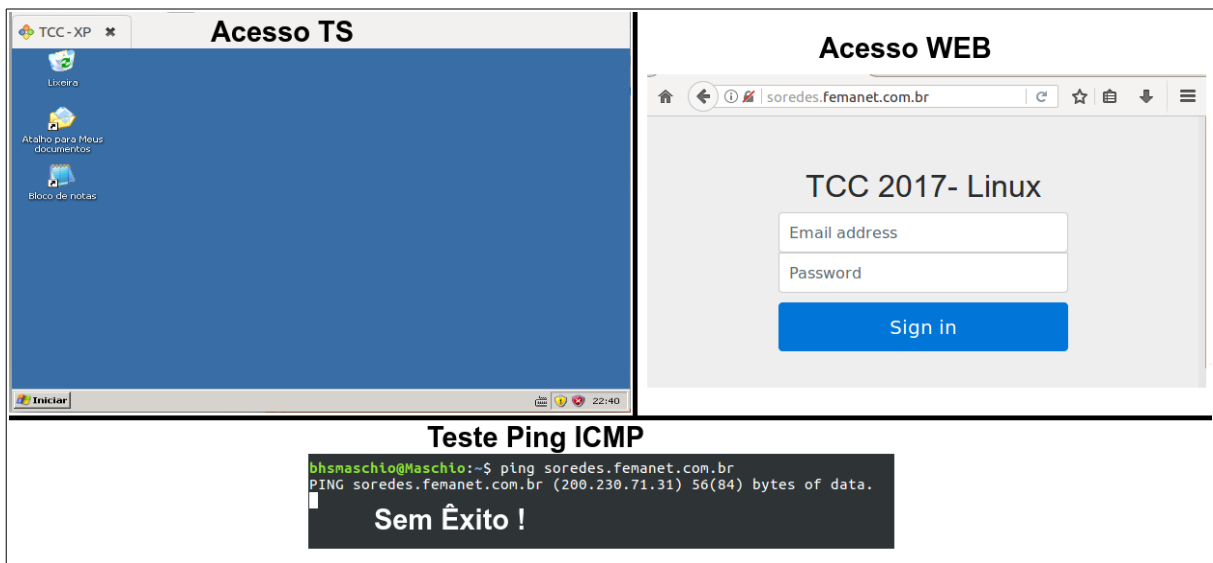 TCC - XP ✖
Acesso TS
Lixeira
Atalho para Meus
documentos
Bloco de notas
Iniciar
22:40
Acesso WEB
soredes.femanet.com.br
TCC 2017- Linux
Email address
Password
Sign in
Teste Ping ICMP
bhsmaschio@Maschio:~$ ping soredes.femanet.com.br
PING soredes.femanet.com.br (200.230.71.31) 56(84) bytes of data.
Sem Êxito !